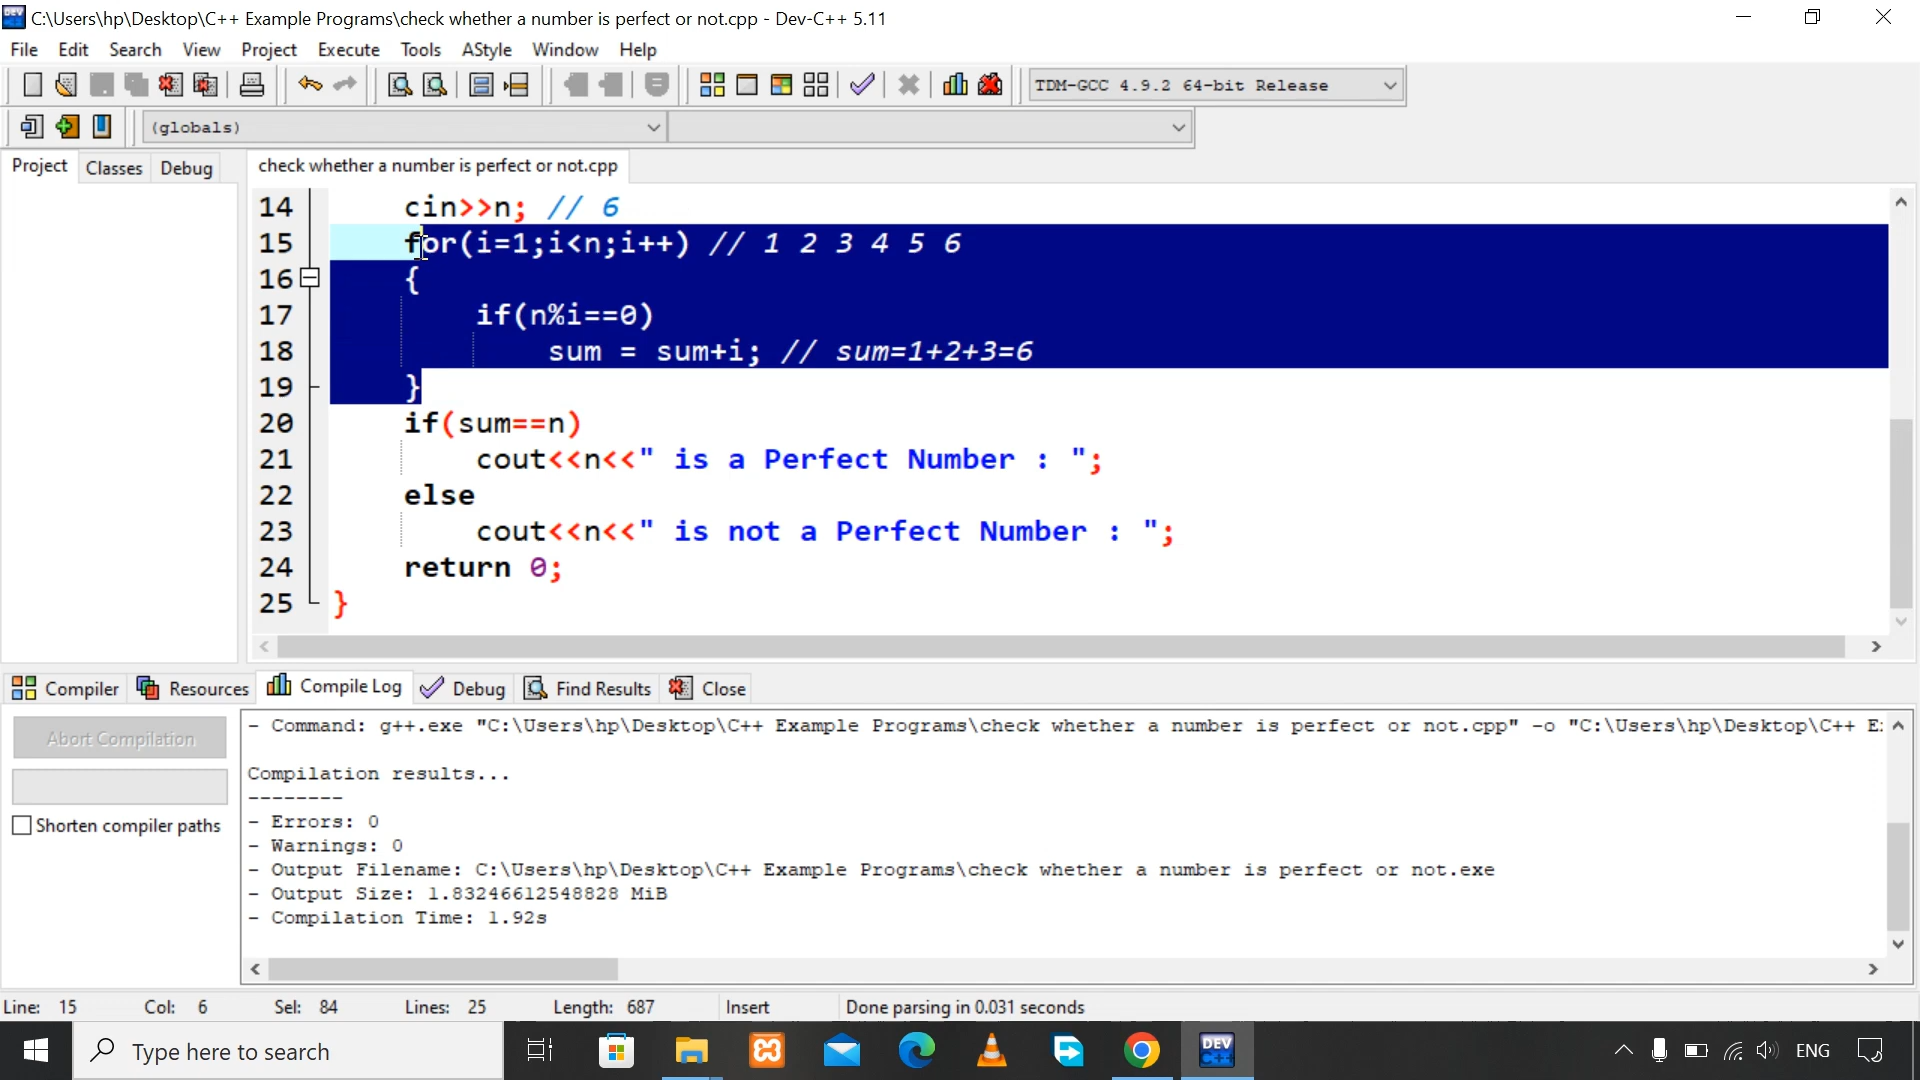 C:\Users\hp\Desktop\C++ Example Programs\check whether a number is perfect or not.cpp - Dev-C++ 5.11
File Edit Search View Project Execute Tools AStyle Window Help
TDM-GCC 4.9.2 64-bit Release
(globals)
Project Classes Debug
check whether a number is perfect or not.cpp
14 cin>>n; // 6
15 for(i=1;i<n;i++) // 1 2 3 4 5 6
16 {
17 if(n%i==0)
18 sum = sum+i; // sum=1+2+3=6
19 }
20 if(sum==n)
21 cout<<n<<" is a Perfect Number : ";
22 else
23 cout<<n<<" is not a Perfect Number : ";
24 return 0;
25 }
Compiler Resources Compile Log Debug Find Results Close
Abort Compilation
Shorten compiler paths
- Command: g++.exe "C:\Users\hp\Desktop\C++ Example Programs\check whether a number is perfect or not.cpp" -o "C:\Users\hp\Desktop\C++ E
Compilation results...
--------
- Errors: 0
- Warnings: 0
- Output Filename: C:\Users\hp\Desktop\C++ Example Programs\check whether a number is perfect or not.exe
- Output Size: 1.83246612548828 MiB
- Compilation Time: 1.92s
Line: 15 Col: 6 Sel: 84 Lines: 25 Length: 687 Insert Done parsing in 0.031 seconds
Type here to search
DEV C++
ENG